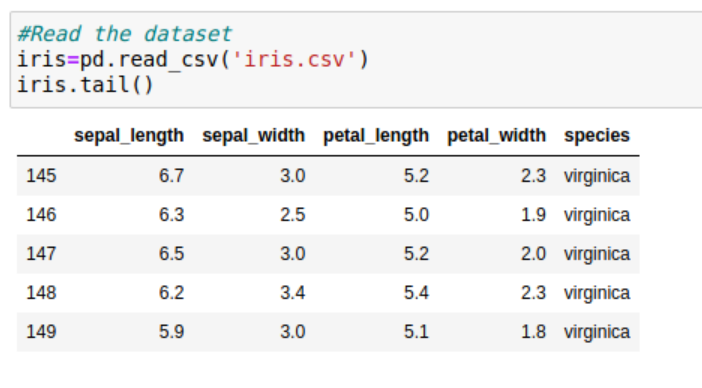 #Read the dataset
iris=pd.read_csv('iris.csv')
iris.tail()
sepal_length sepal_width petal_length petal_width species
145 6.7 3.0 5.2 2.3 virginica
146 6.3 2.5 5.0 1.9 virginica
147 6.5 3.0 5.2 2.0 virginica
148 6.2 3.4 5.4 2.3 virginica
149 5.9 3.0 5.1 1.8 virginica